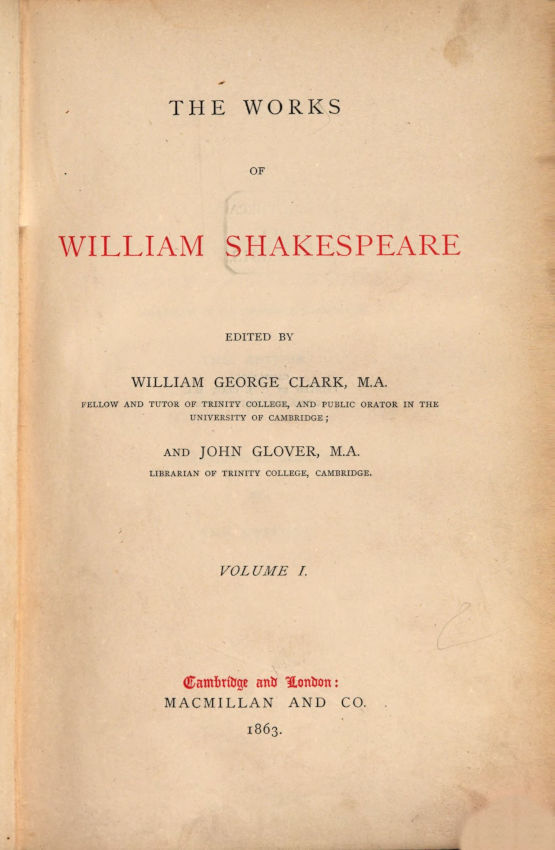 THE WORKS
OF
WILLIAM SHAKESPEARE
EDITED BY
WILLIAM GEORGE CLARK, M.A.
FELLOW AND TUTOR OF TRINITY COLLEGE, AND PUBLIC ORATOR IN THE
UNIVERSITY OF CAMBRIDGE;
AND JOHN GLOVER, M.A.
LIBRARIAN OF TRINITY COLLEGE, CAMBRIDGE.
VOLUME I.
Cambridge and London:
MACMILLAN AND CO.
1863.